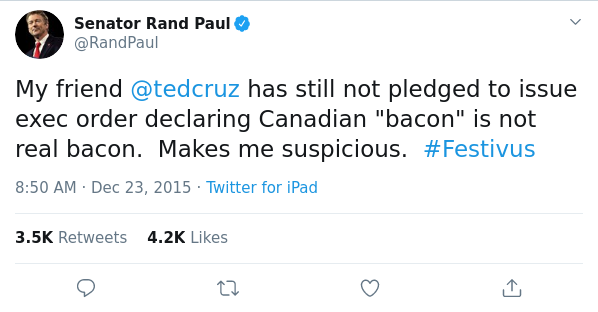 Senator Rand Paul
@RandPaul
My friend @tedcruz has still not pledged to issue
exec order declaring Canadian "bacon" is not
real bacon.  Makes me suspicious.  #Festivus
8:50 AM · Dec 23, 2015 · Twitter for iPad
3.5K Retweets 4.2K Likes